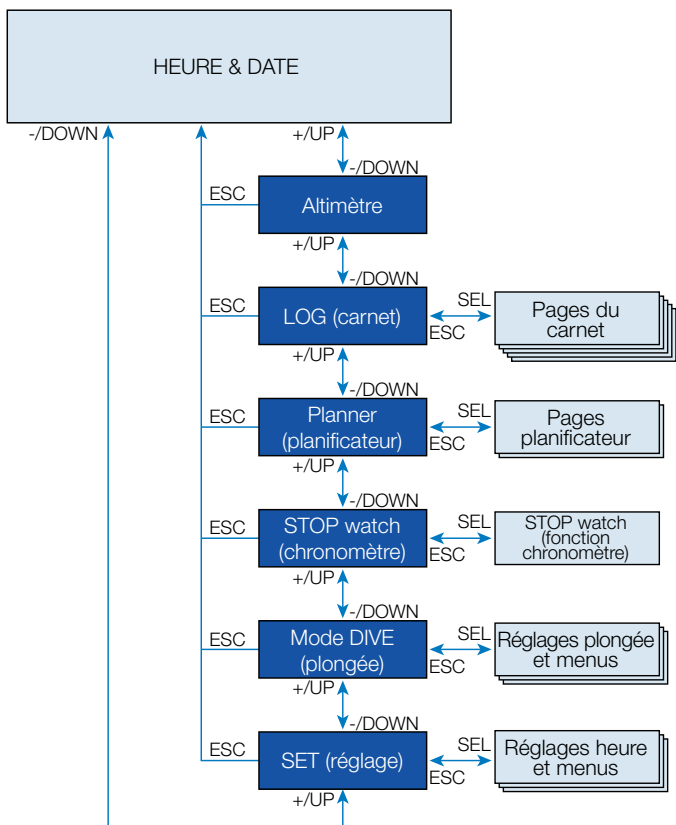 HEURE & DATE
-/DOWN
+/UP
-/DOWN
ESC
Altimètre
+/UP
-/DOWN
ESC
LOG (carnet)
SEL
ESC
Pages du
carnet
+/UP
-/DOWN
ESC
Planner
(planificateur)
SEL
ESC
Pages
planificateur
+/UP
-/DOWN
ESC
STOP watch
(chronomètre)
SEL
ESC
STOP watch
(fonction
chronomètre)
+/UP
-/DOWN
ESC
Mode DIVE
(plongée)
SEL
ESC
Réglages plongée
et menus
+/UP
-/DOWN
ESC
SET (réglage)
SEL
ESC
Réglages heure
et menus
+/UP